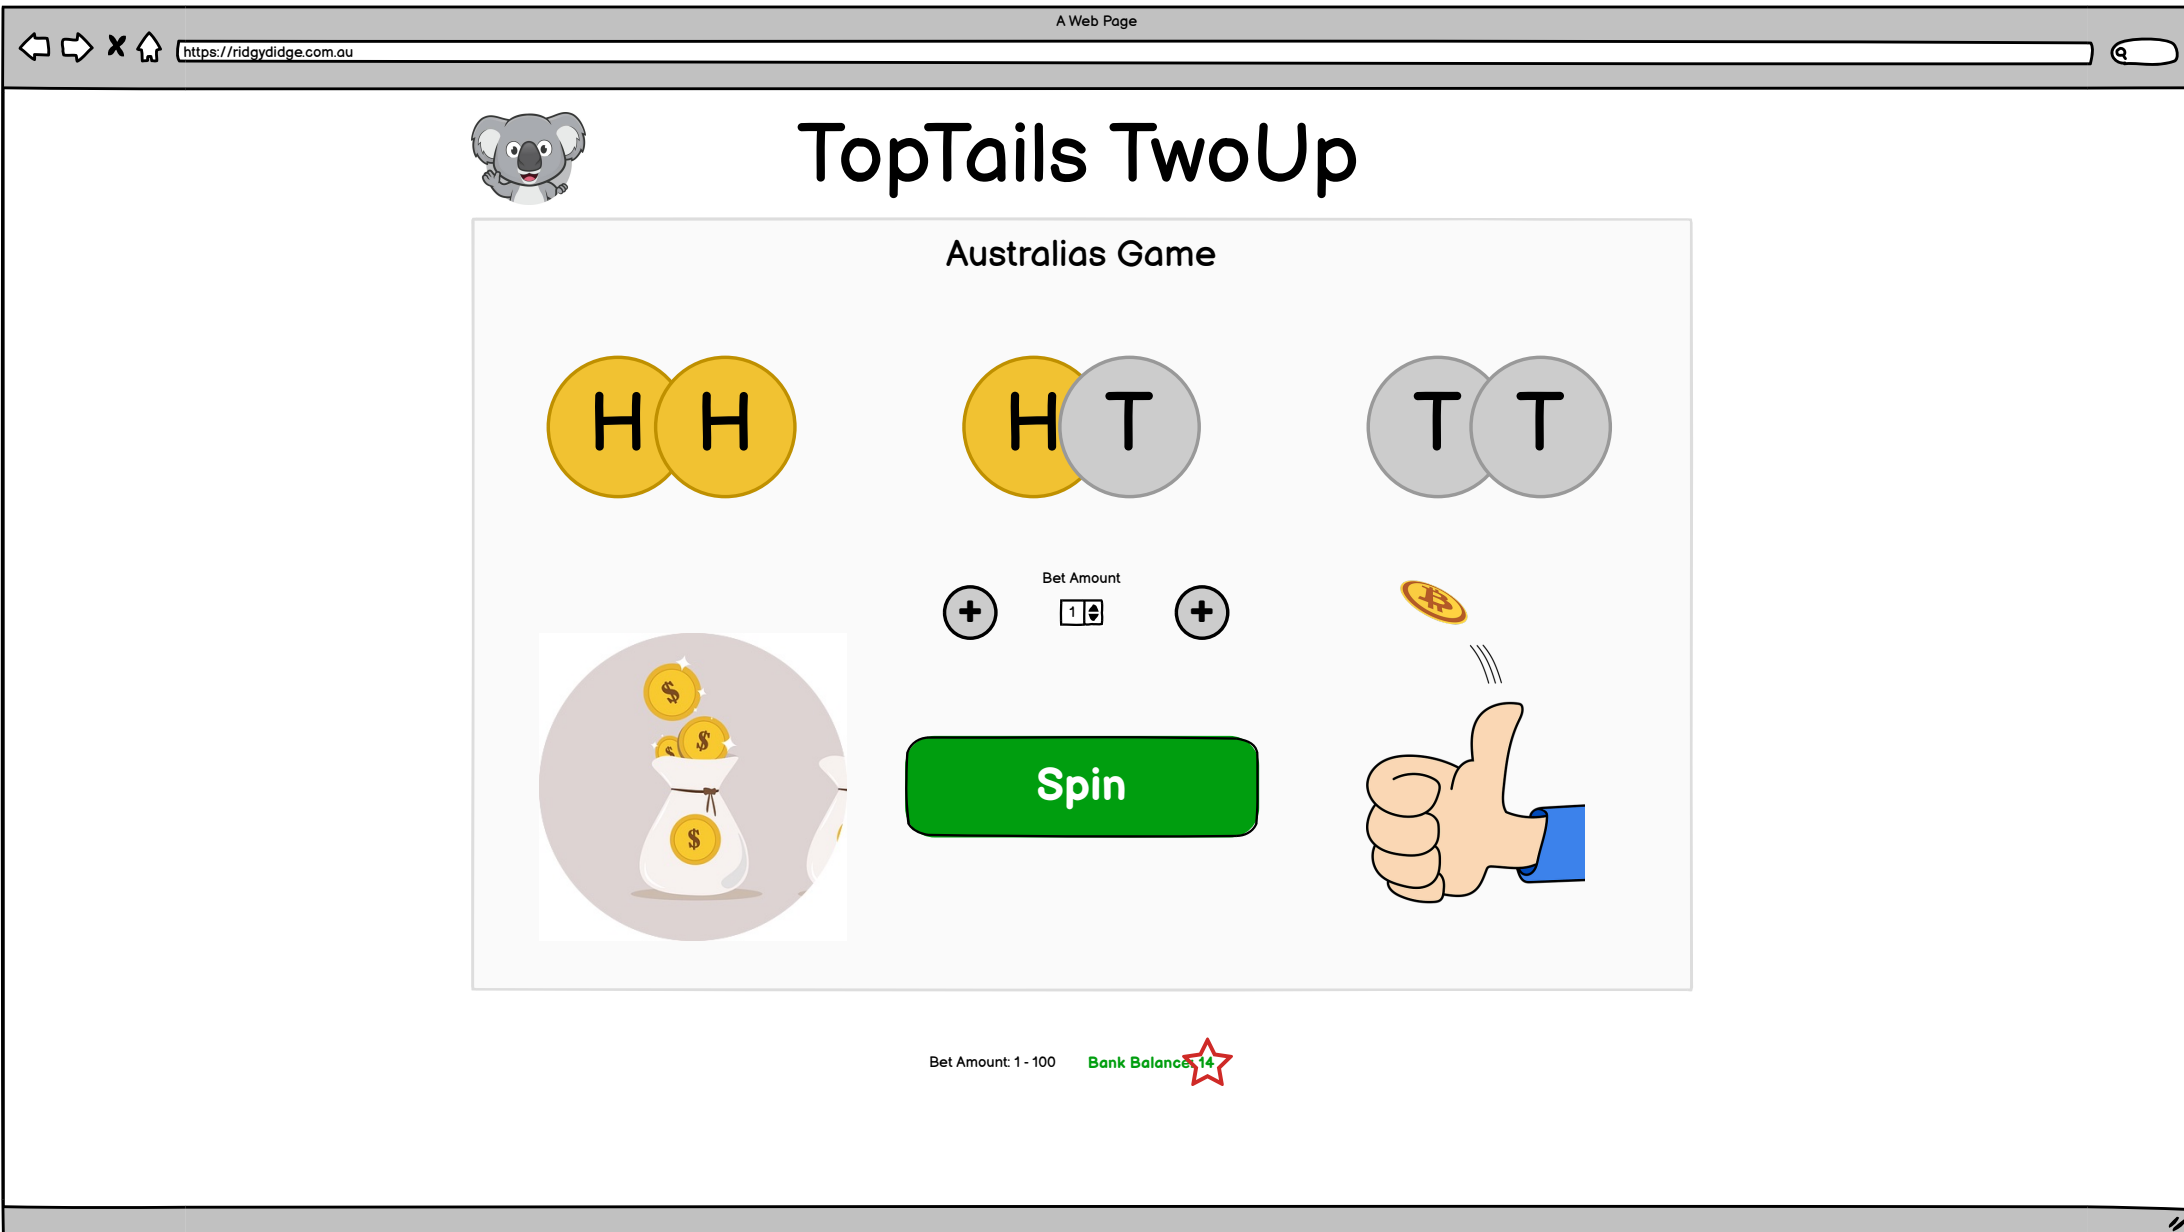 A Web Page
https://ridgydidge.com.au
TopTails TwoUp
Australias Game
H H H T T T
Bet Amount
1
$
$
$
Spin
$
Bet Amount: 1 - 100 Bank Balance: 14